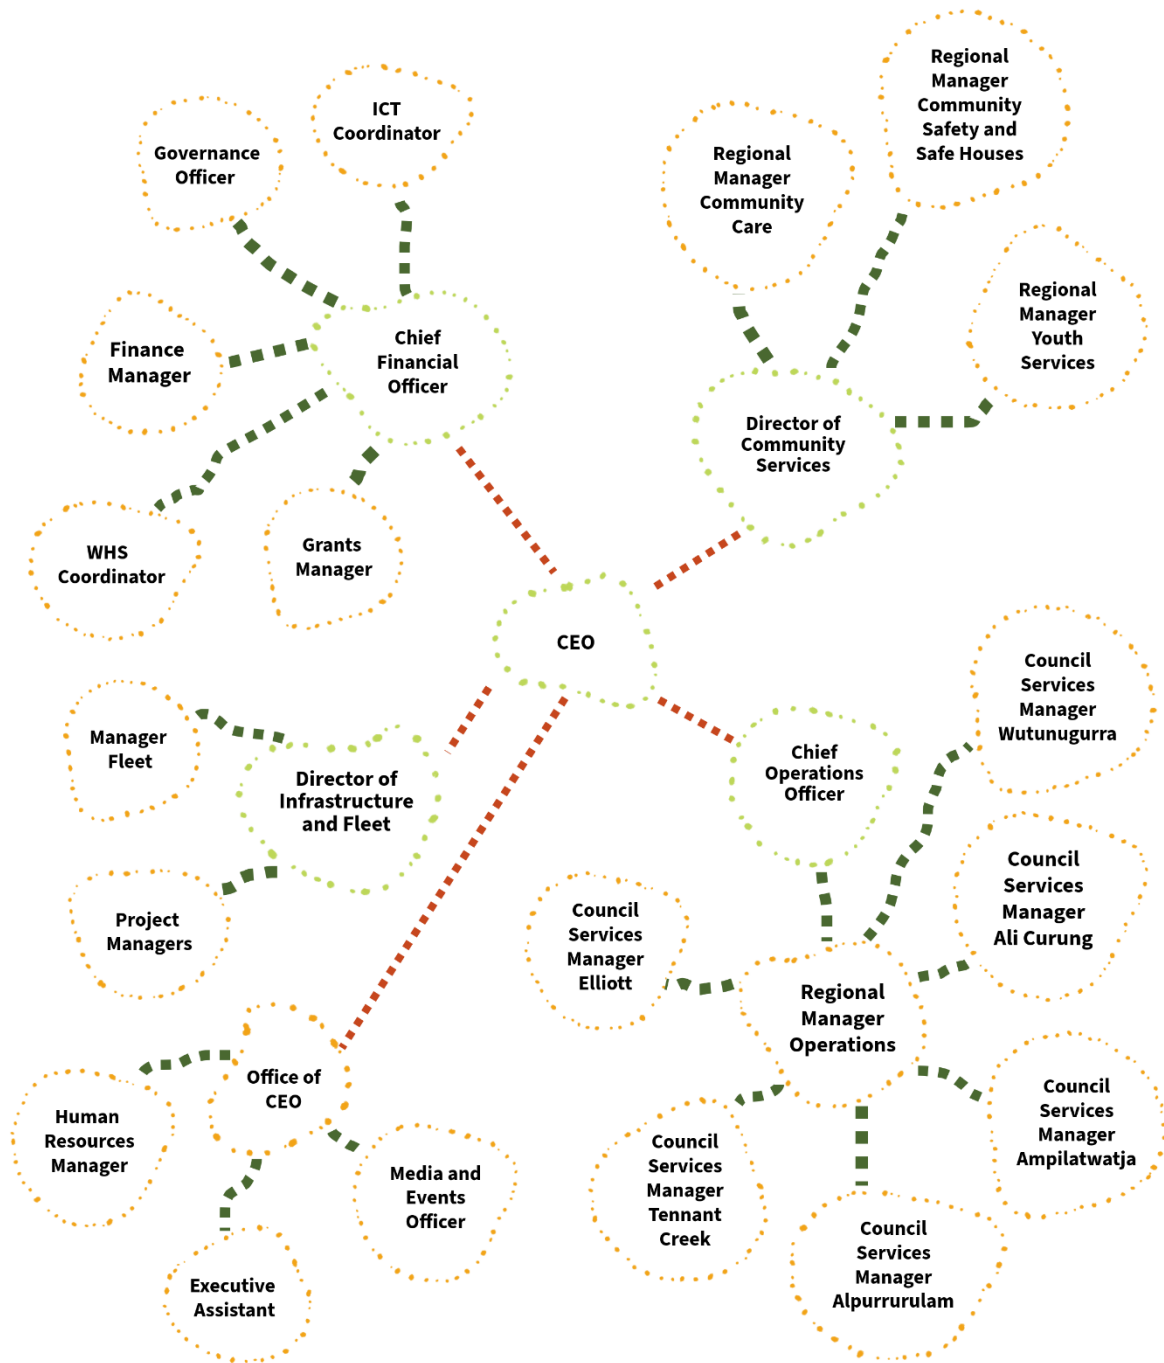 ICT
Coordinator
Governance
Officer
Finance
Manager
Chief
Financial
Officer
WHS
Coordinator
Grants
Manager
Regional
Manager
Community
Safety and
Safe Houses
Regional
Manager
Community
Care
Regional
Manager
Youth
Services
Director of
Community
Services
CEO
Manager
Fleet
Director of
Infrastructure
and Fleet
Project
Managers
Chief
Operations
Officer
Council
Services
Manager
Wutunugurra
Council
Services
Manager
Ali Curung
Council
Services
Manager
Elliott
Regional
Manager
Operations
Office of
CEO
Human
Resources
Manager
Media and
Events
Officer
Executive
Assistant
Council
Services
Manager
Tennant
Creek
Council
Services
Manager
Ampilatwatja
Council
Services
Manager
Alpurrurulam